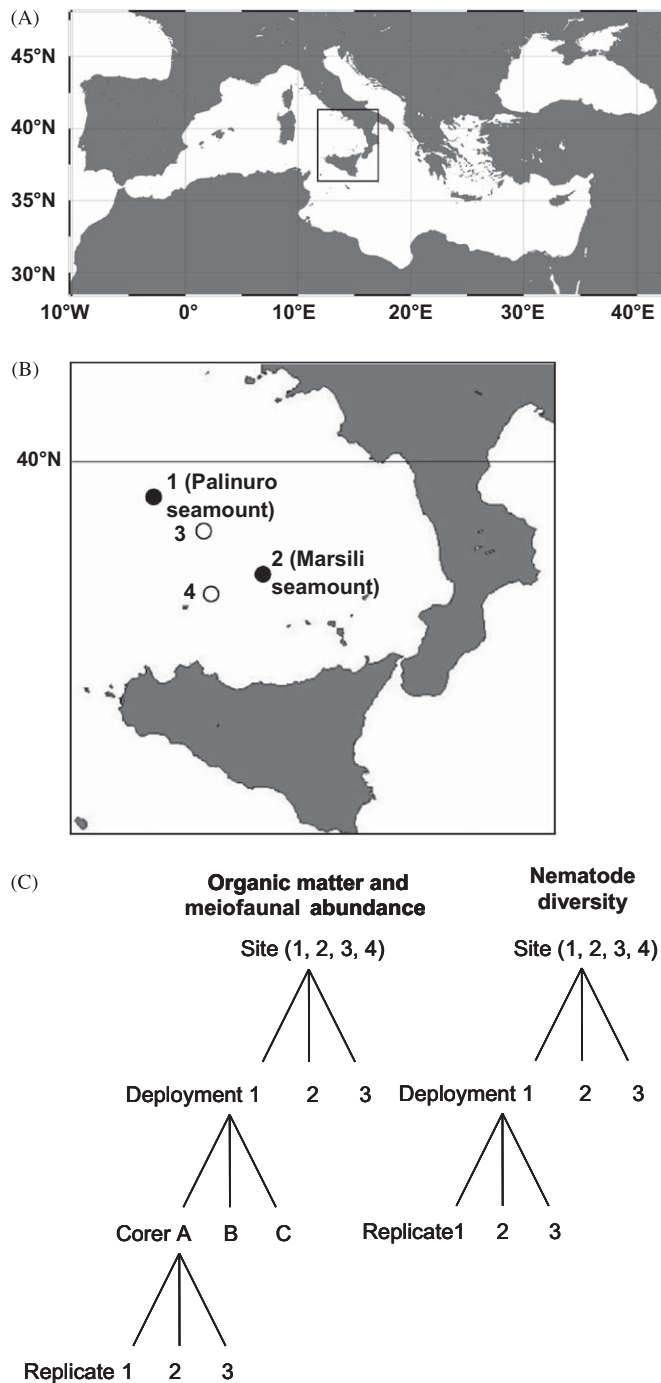 (A)
45°N
40°N
35°N
30°N
10°W 0° 10°E 20°E 30°E 40°E
(B)
40°N
1 (Palinuro
seamount)
3
2 (Marsili
seamount)
4
(C)
Organic matter and
meiofaunal abundance
Nematode
diversity
Site (1, 2, 3, 4)
Site (1, 2, 3, 4)
Deployment 1 2 3
Deployment 1 2 3
Corer A B C
Replicate1 2 3
Replicate 1 2 3